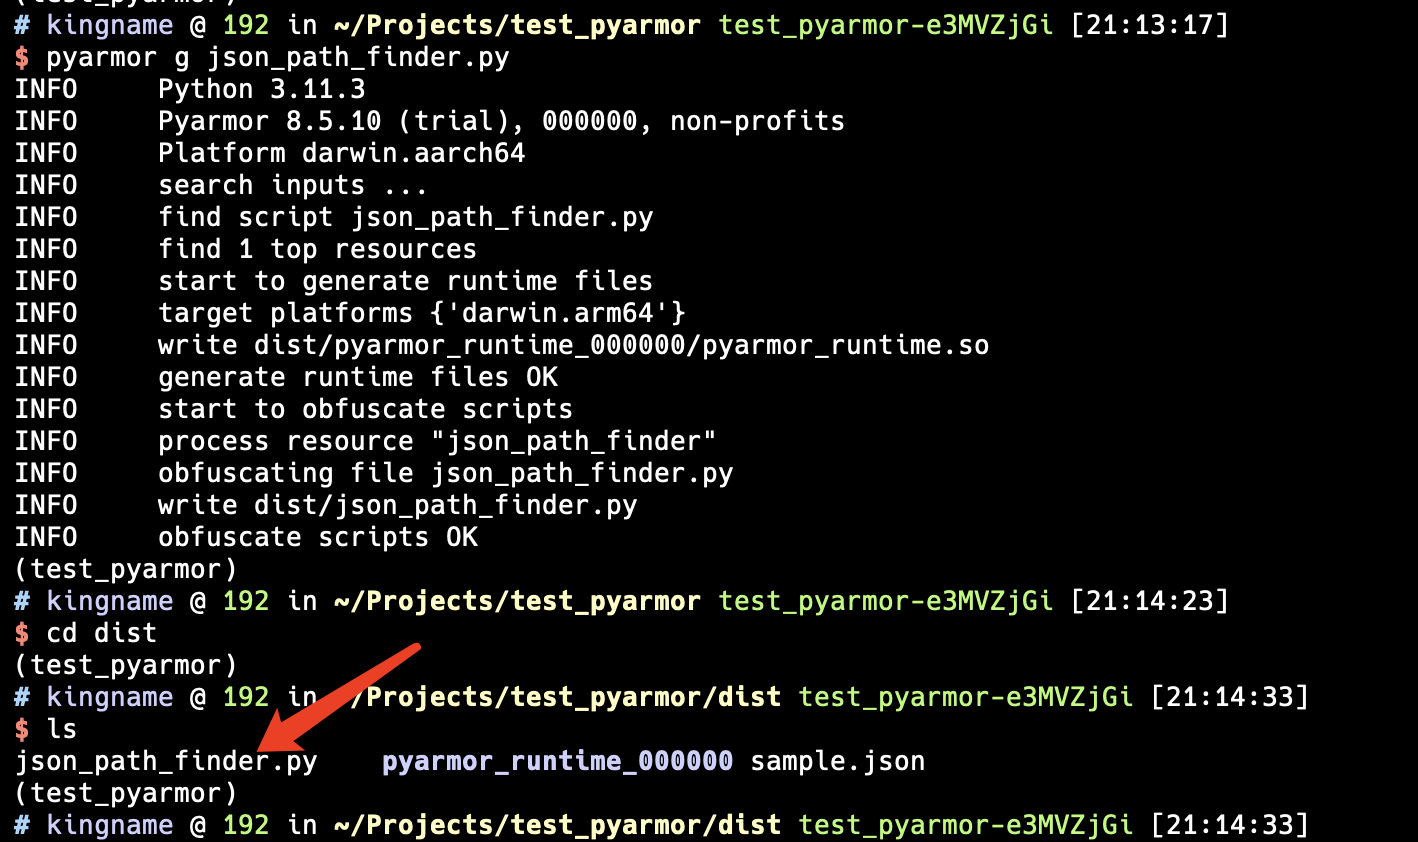 (test_pyarmor)
# kingname @ 192 in ~/Projects/test_pyarmor test_pyarmor-e3MVZjGi [21:13:17]
$ pyarmor g json_path_finder.py
INFO     Python 3.11.3
INFO     Pyarmor 8.5.10 (trial), 000000, non-profits
INFO     Platform darwin.aarch64
INFO     search inputs ...
INFO     find script json_path_finder.py
INFO     find 1 top resources
INFO     start to generate runtime files
INFO     target platforms {'darwin.arm64'}
INFO     write dist/pyarmor_runtime_000000/pyarmor_runtime.so
INFO     generate runtime files OK
INFO     start to obfuscate scripts
INFO     process resource "json_path_finder"
INFO     obfuscating file json_path_finder.py
INFO     write dist/json_path_finder.py
INFO     obfuscate scripts OK
(test_pyarmor)
# kingname @ 192 in ~/Projects/test_pyarmor test_pyarmor-e3MVZjGi [21:14:23]
$ cd dist
(test_pyarmor)
# kingname @ 192 in ~/Projects/test_pyarmor/dist test_pyarmor-e3MVZjGi [21:14:33]
$ ls
json_path_finder.py    pyarmor_runtime_000000 sample.json
(test_pyarmor)
# kingname @ 192 in ~/Projects/test_pyarmor/dist test_pyarmor-e3MVZjGi [21:14:33]